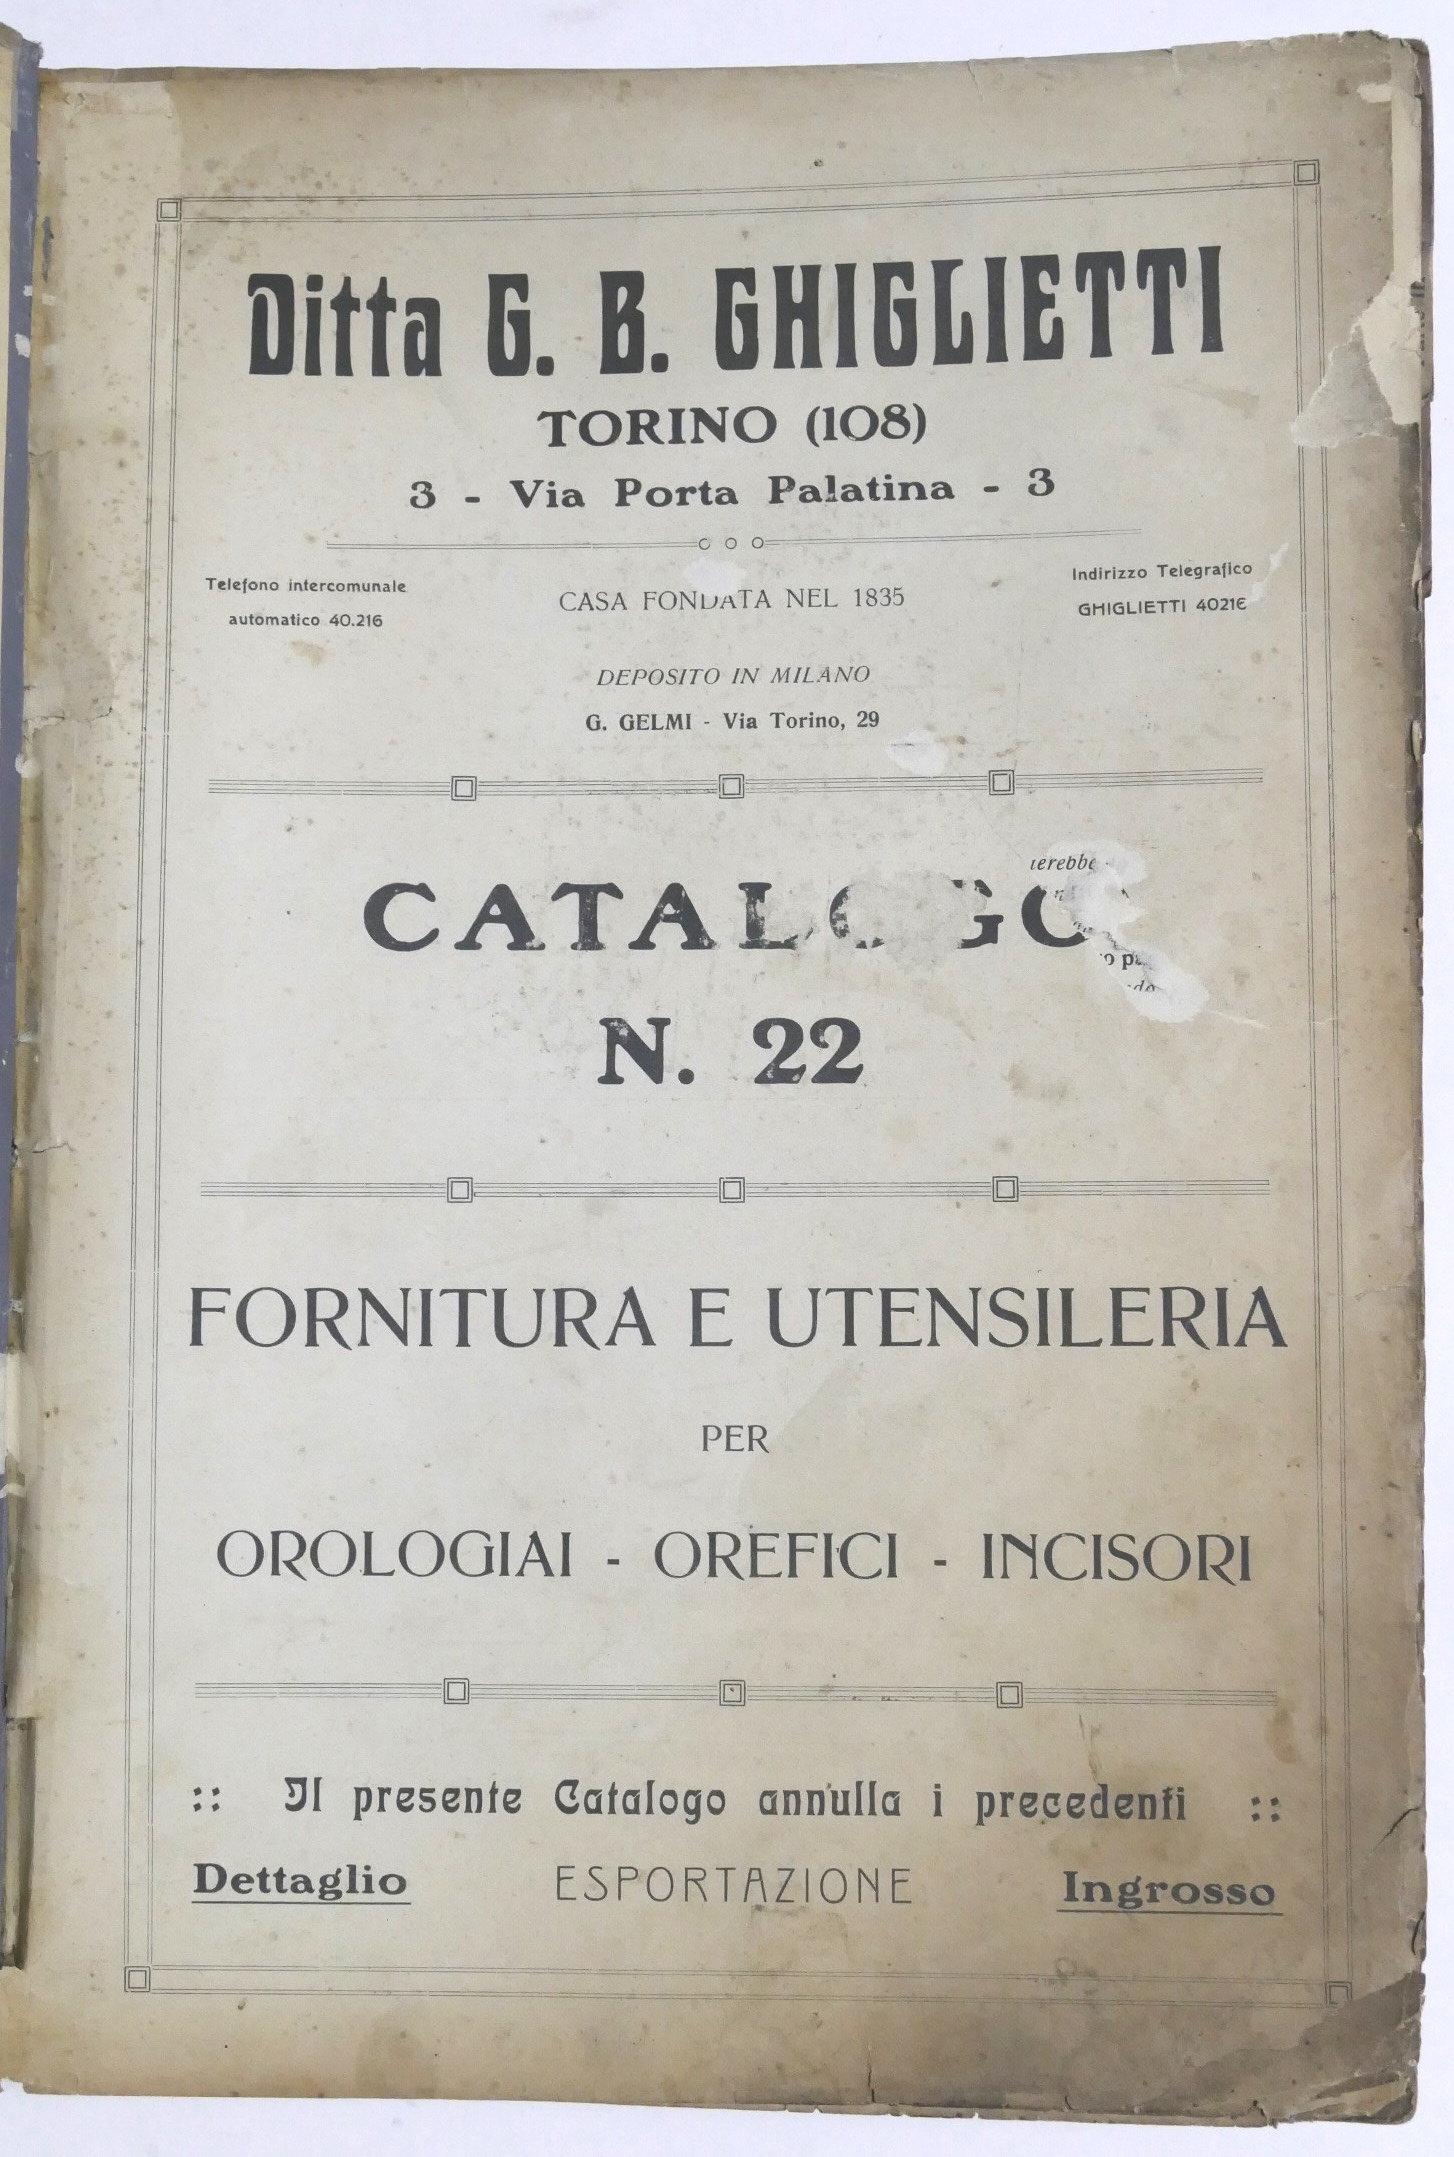 Ditta G. B. GHIGLIETTI
TORINO (108)
3 - Via Porta Palatina - 3
Telefono intercomunale
automatico 40.216
CASA FONDATA NEL 1835
Indirizzo Telegrafico
GHIGLIETTI 40216
DEPOSITO IN MILANO
G. GELMI - Via Torino, 29
CATALOGO
N. 22
FORNITURA E UTENSILERIA
PER
OROLOGIAI - OREFICI - INCISORI
:: Il presente Catalogo annulla i precedenti ::
Dettaglio ESPORTAZIONE Ingrosso